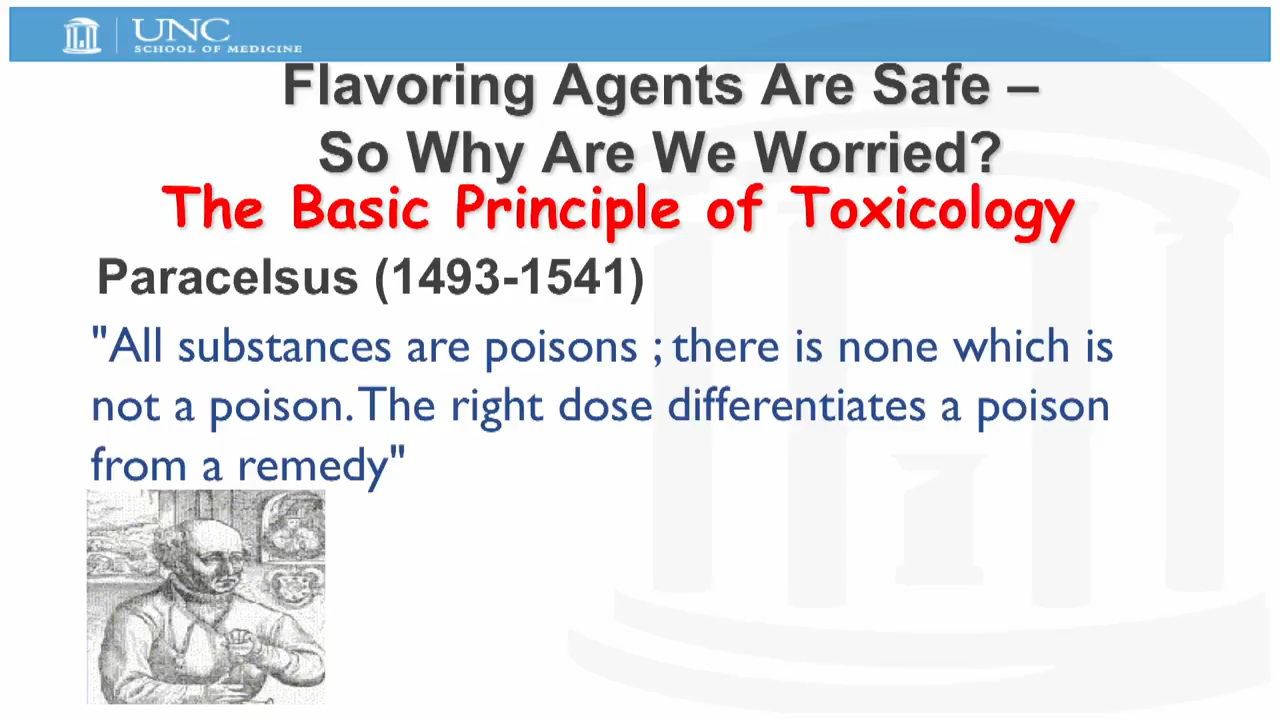 UNC
SCHOOL OF MEDICINE
Flavoring Agents Are Safe –
So Why Are We Worried?
The Basic Principle of Toxicology
Paracelsus (1493-1541)
"All substances are poisons ; there is none which is
not a poison. The right dose differentiates a poison
from a remedy"